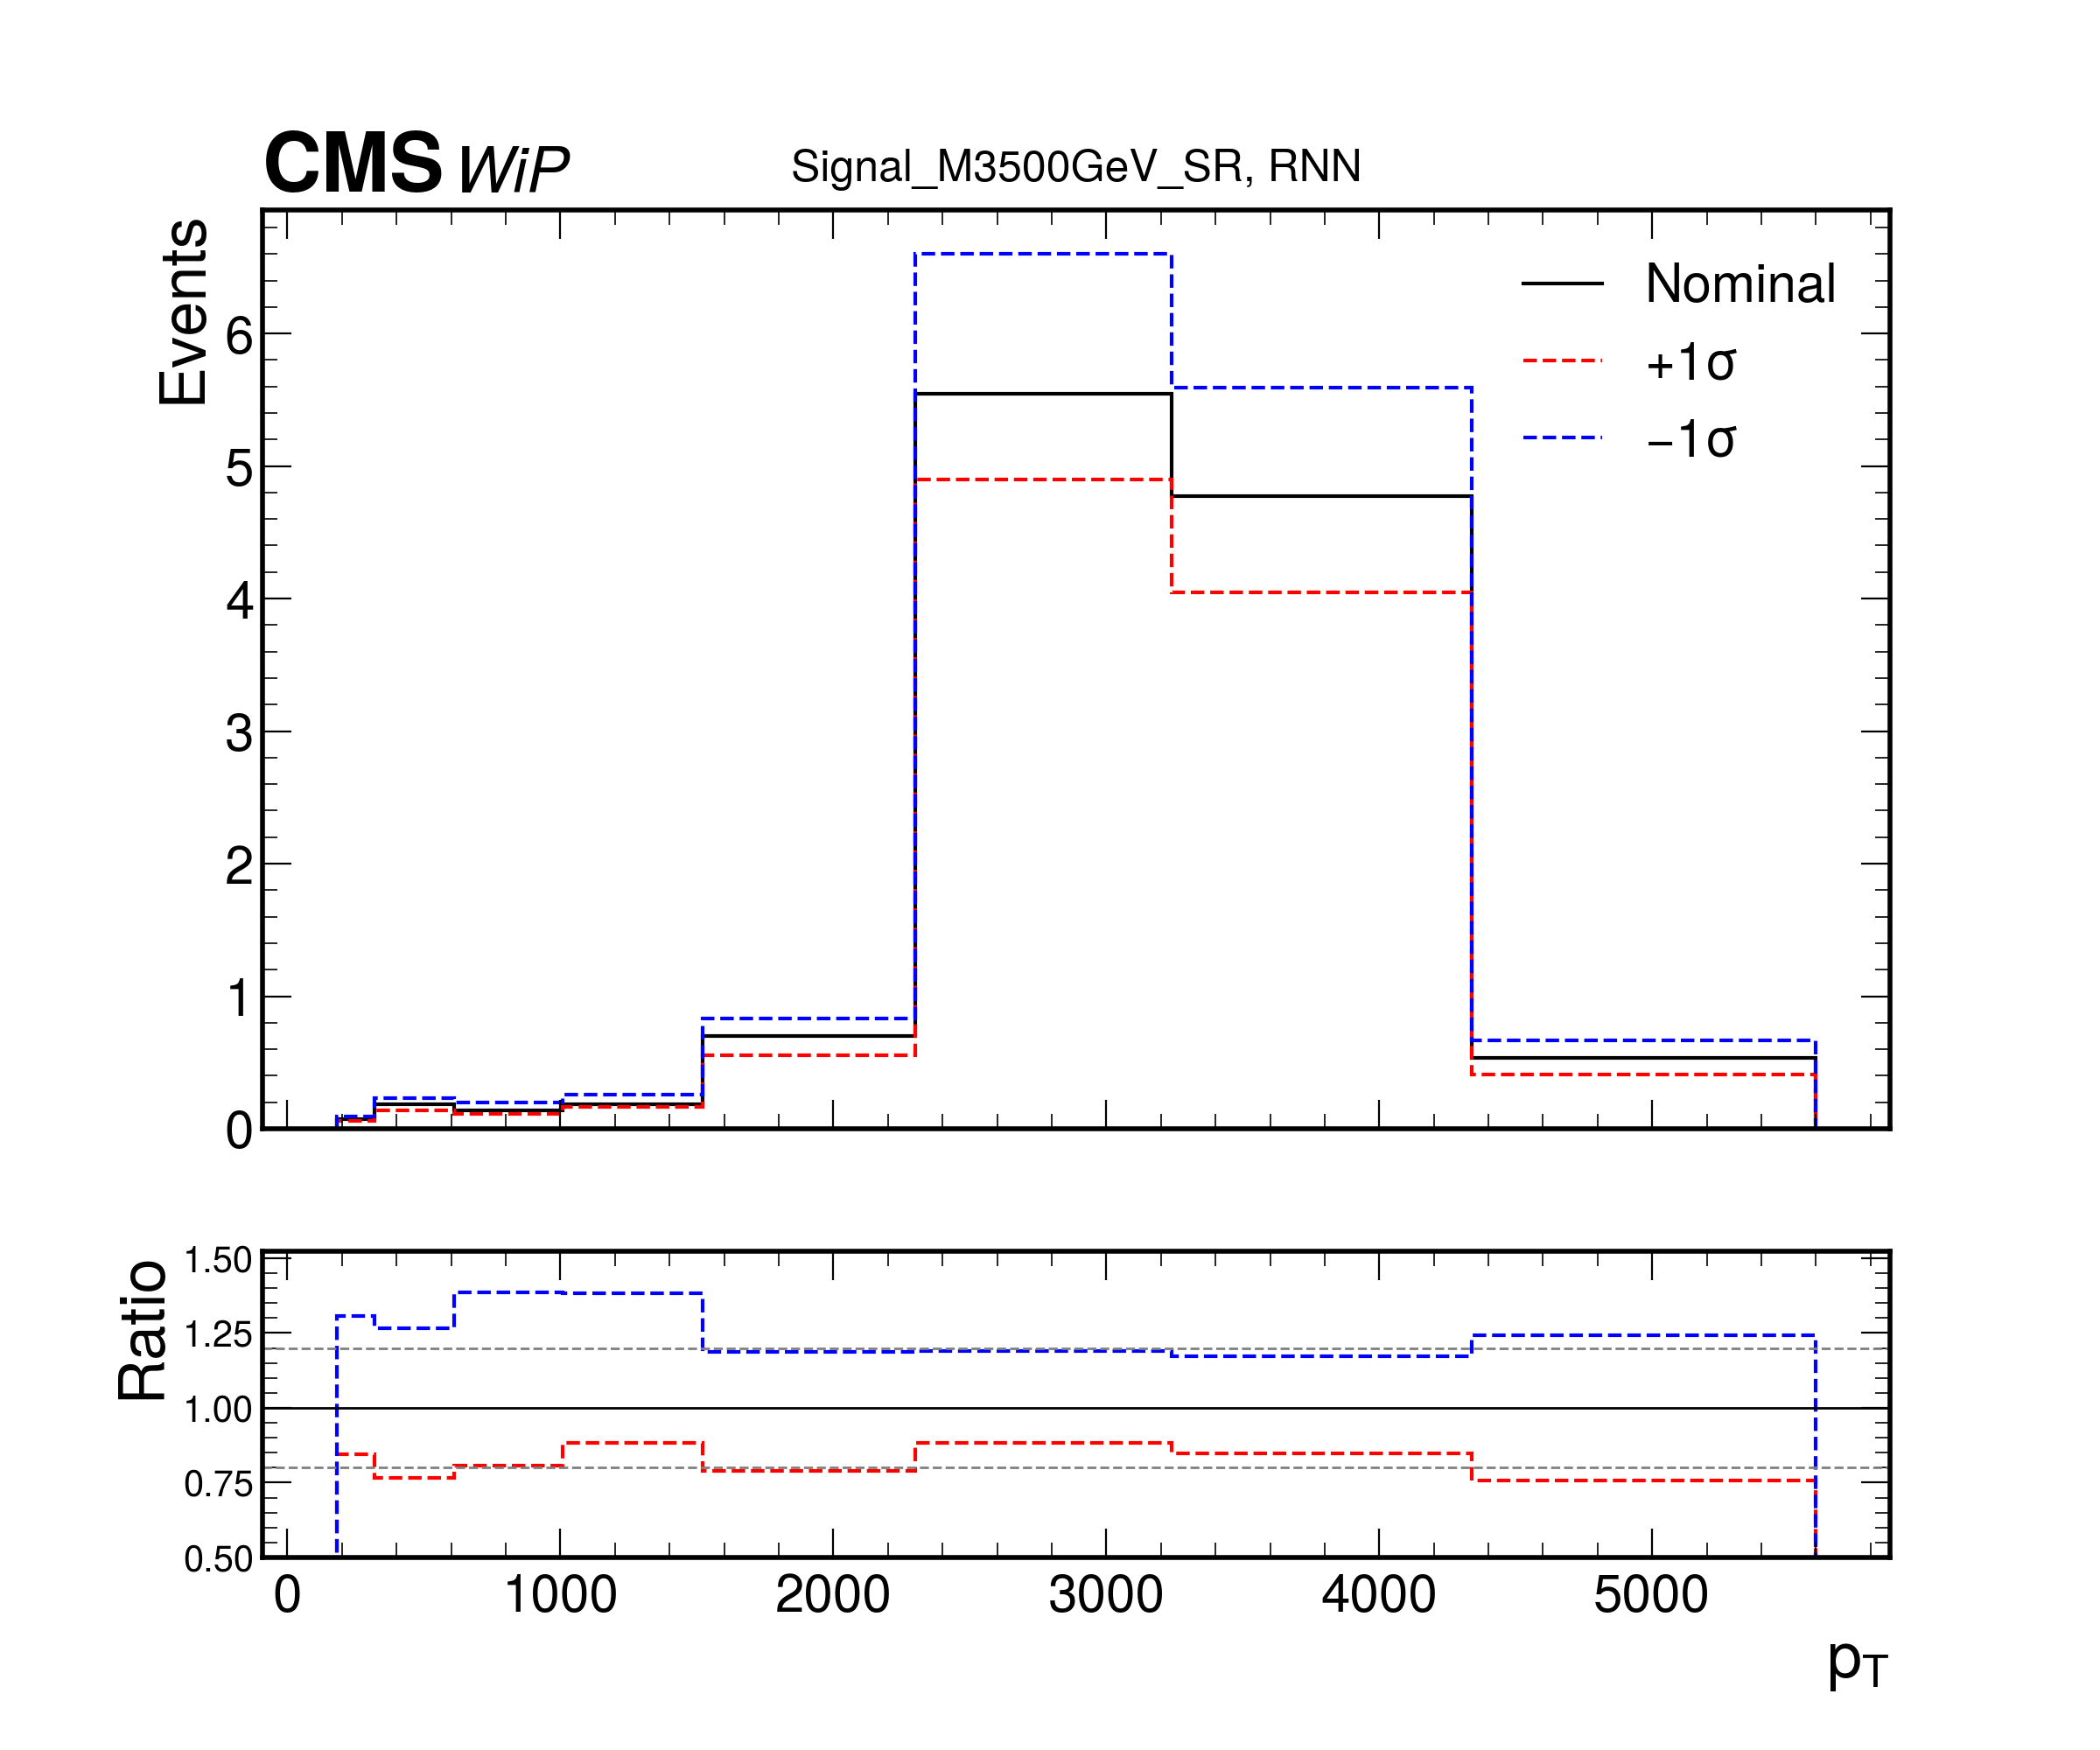 CMS WiP
Signal_M3500GeV_SR, RNN
Events
6
5
4
3
2
1
0
Nominal
+1σ
−1σ
Ratio
1.50
1.25
1.00
0.75
0.50
0 1000 2000 3000 4000 5000
pT